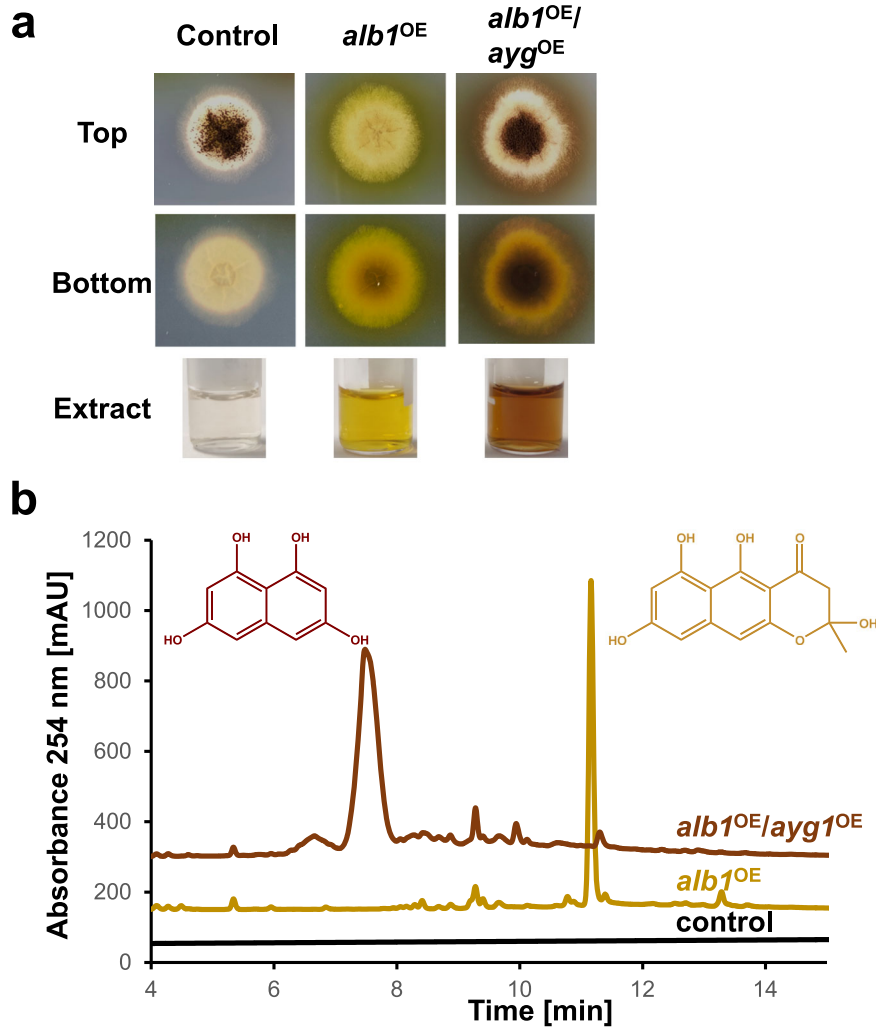 a
Control
alb1OE
alb1OE/
aygOE
Top
Bottom
Extract
b
Absorbance 254 nm [mAU]
1200
1000
800
600
400
200
0
OH
OH
HO
OH
OH
OH
O
HO
O
OH
alb1OE/ayg1OE
alb1OE
control
4
6
8
10
12
14
Time [min]